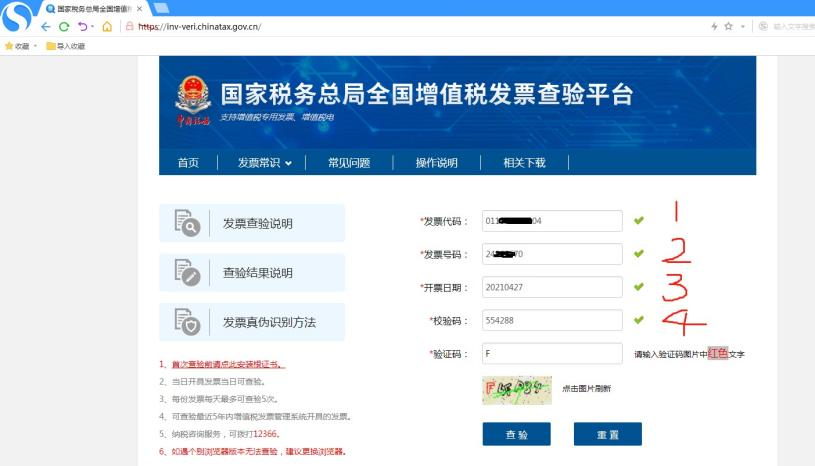 国家税务总局全国增值税
https://inv-veri.chinatax.gov.cn/
输入文字搜索
收藏 导入收藏
中国税务
国家税务总局全国增值税发票查验平台
支持增值税专用发票、增值税电
首页 发票常识 常见问题 操作说明 相关下载
发票查验说明
查验结果说明
发票真伪识别方法
1、首次查验前请点此安装根证书。
2、当日开具发票当日可查验。
3、每份发票每天最多可查验5次。
4、可查验最近5年内增值税发票管理系统开具的发票。
5、纳税咨询服务，可拨打12366。
6、如遇个别浏览器版本无法查验，建议更换浏览器。
*发票代码： 011 04 1
*发票号码： 24 70 2
*开票日期： 20210427 3
*校验码： 554288 4
*验证码： F 请输入验证码图片中红色文字
F 点击图片刷新
查 验 重 置